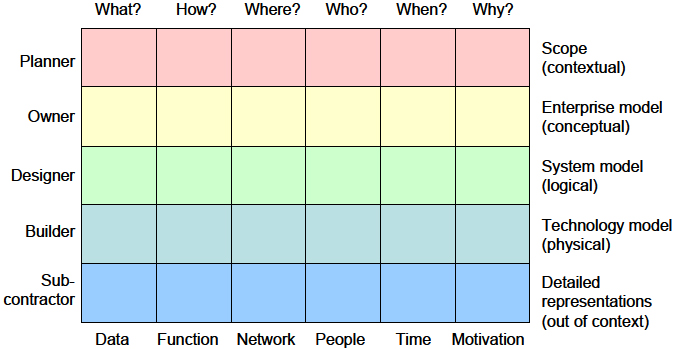 What? How? Where? Who? When? Why?
Planner
Scope
(contextual)
Owner
Enterprise model
(conceptual)
Designer
System model
(logical)
Builder
Technology model
(physical)
Sub-
contractor
Detailed
representations
(out of context)
Data Function Network People Time Motivation